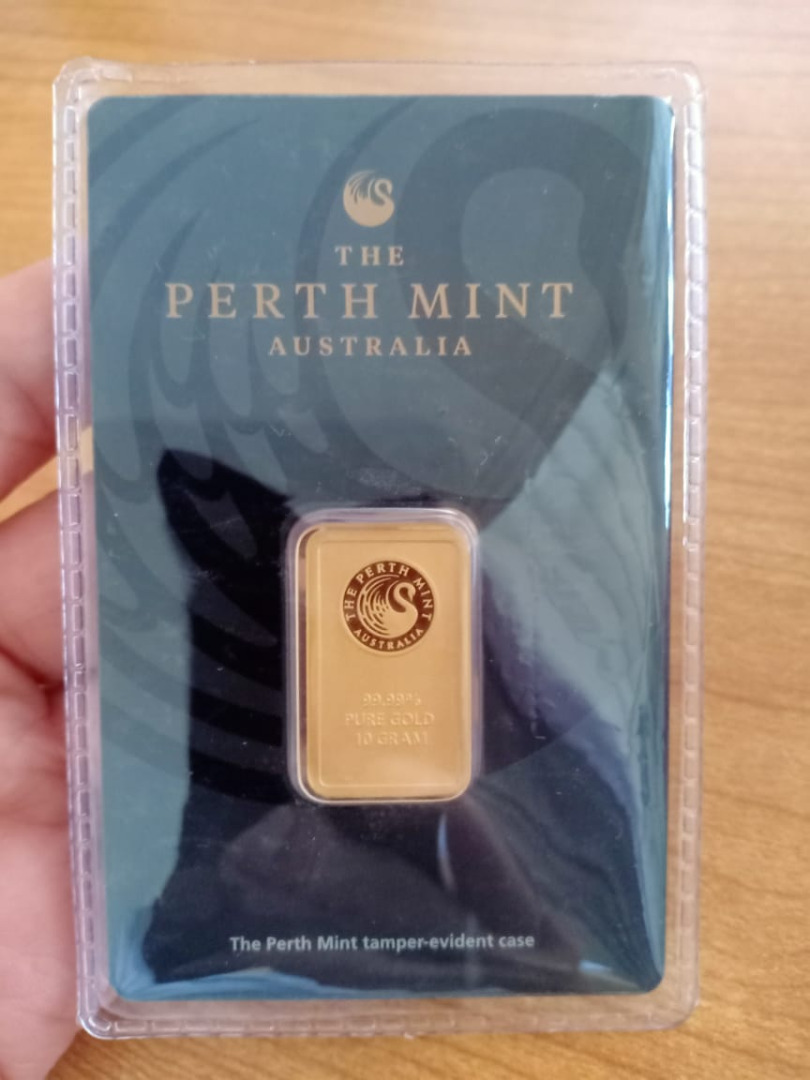 THE
PERTH MINT
AUSTRALIA
THE PERTH MINT
AUSTRALIA
99.99%
PURE GOLD
10 GRAM
The Perth Mint tamper-evident case